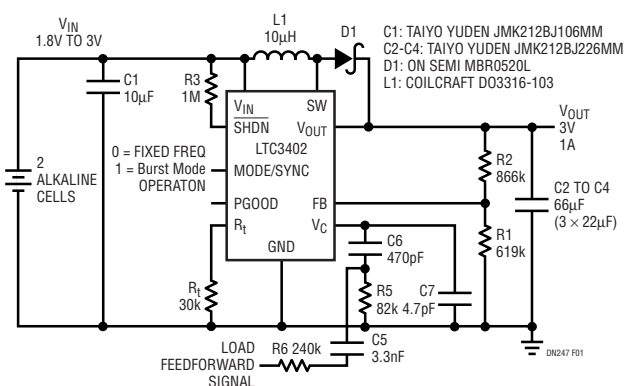 VIN
1.8V TO 3V
L1
10µH
D1
C1: TAIYO YUDEN JMK212BJ106MM
C2-C4: TAIYO YUDEN JMK212BJ226MM
D1: ON SEMI MBR0520L
L1: COILCRAFT DO3316-103
C1
10µF
R3
1M
VIN
SW
SHDN
VOUT
LTC3402
MODE/SYNC
PGOOD
FB
Rt
VC
GND
0 = FIXED FREQ
1 = Burst Mode
OPERATON
2
ALKALINE
CELLS
VOUT
3V
1A
R2
866k
C2 TO C4
66µF
(3 × 22µF)
R1
619k
C6
470pF
Rt
30k
R5
82k
C7
4.7pF
LOAD
FEEDFORWARD
SIGNAL
R6 240k
C5
3.3nF
DN247 F01